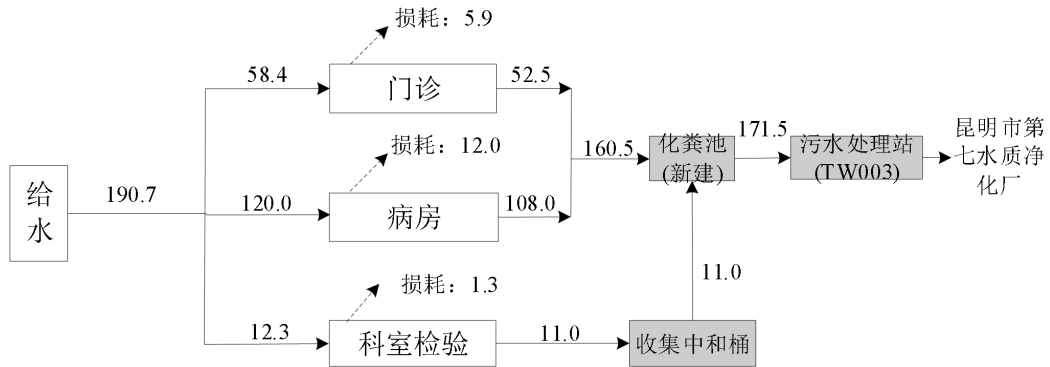 损耗：5.9
58.4
门诊
52.5
损耗：12.0
给水
190.7
120.0
病房
108.0
160.5
化粪池
(新建)
171.5
污水处理站
(TW003)
昆明市第
七水质净
化厂
损耗：1.3
11.0
12.3
科室检验
11.0
收集中和桶